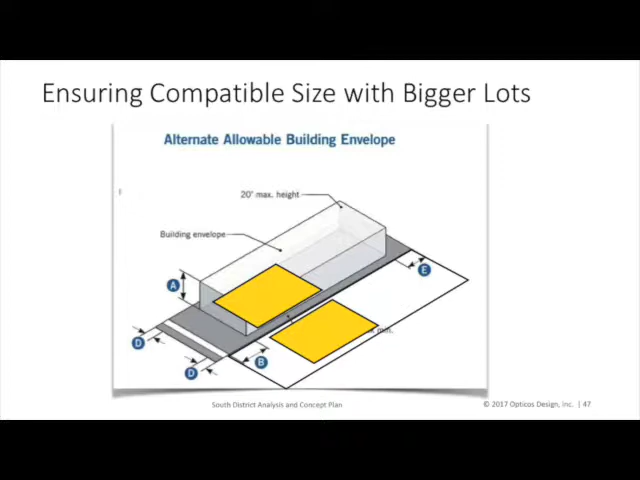 Ensuring Compatible Size with Bigger Lots
Alternate Allowable Building Envelope
20' max. height
Building envelope
A
E
min.
D
B
D
South District Analysis and Concept Plan
© 2017 Opticos Design, Inc. | 47